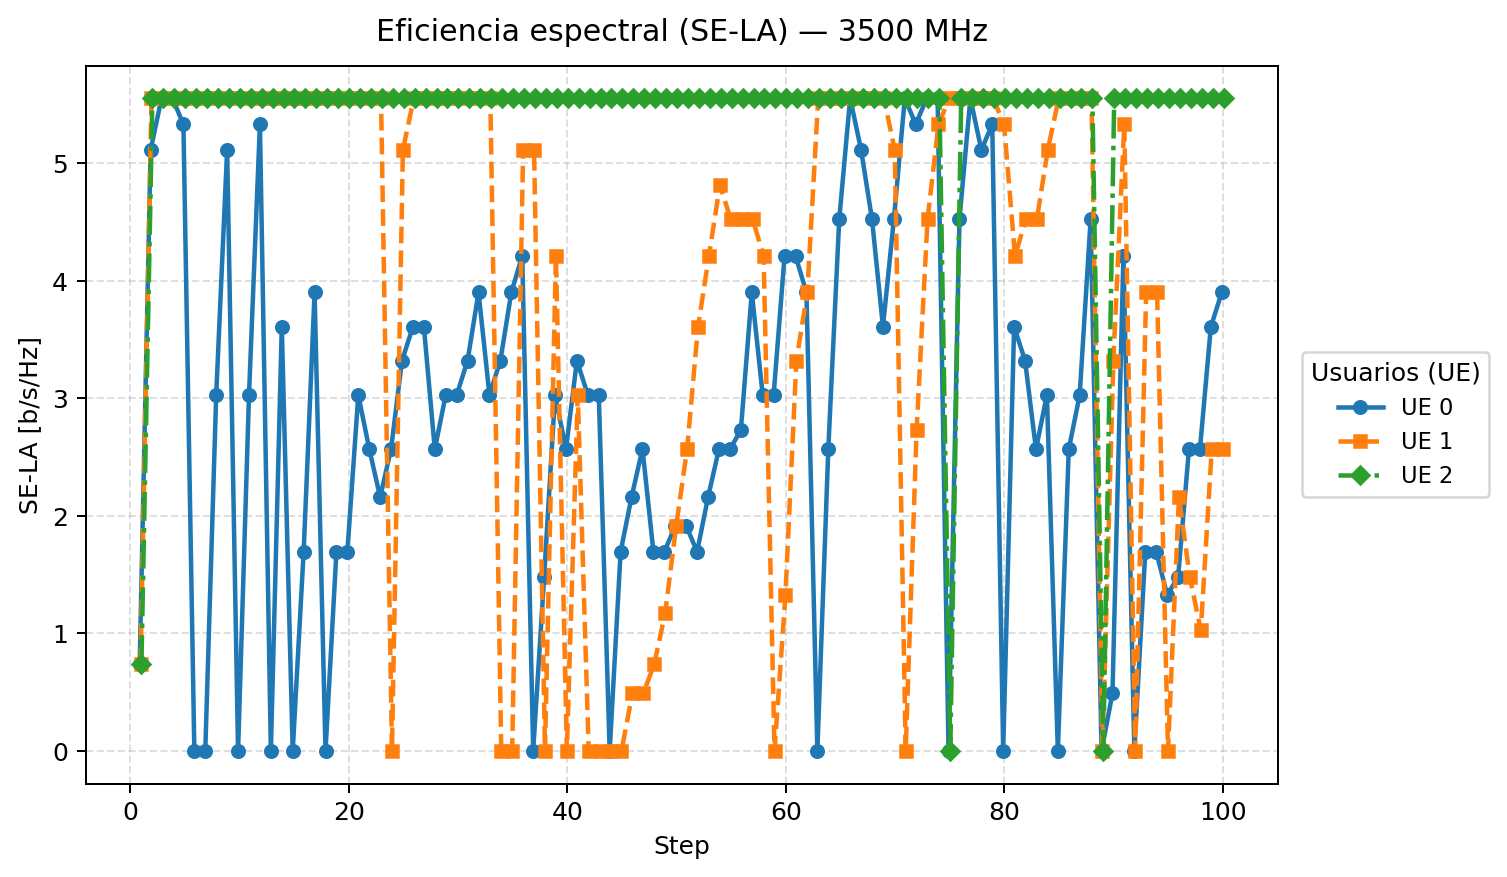 Eficiencia espectral (SE-LA) — 3500 MHz
SE-LA [b/s/Hz]
5
4
3
2
1
0
0 20 40 60 80 100
Step
Usuarios (UE)
UE 0
UE 1
UE 2